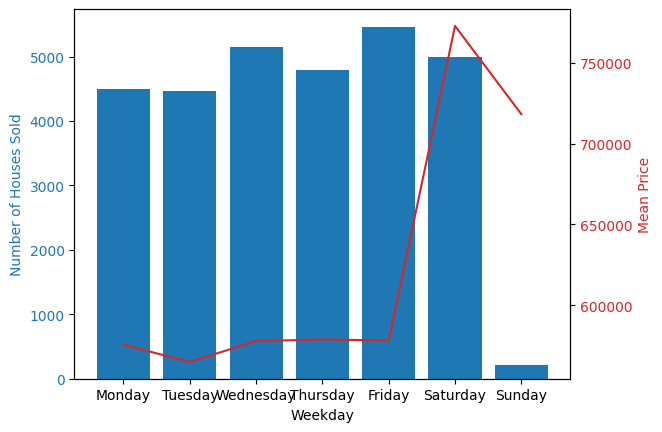 Number of Houses Sold
5000
4000
3000
2000
1000
0
750000
700000
650000
600000
Mean Price
Monday Tuesday Wednesday Thursday Friday Saturday Sunday
Weekday